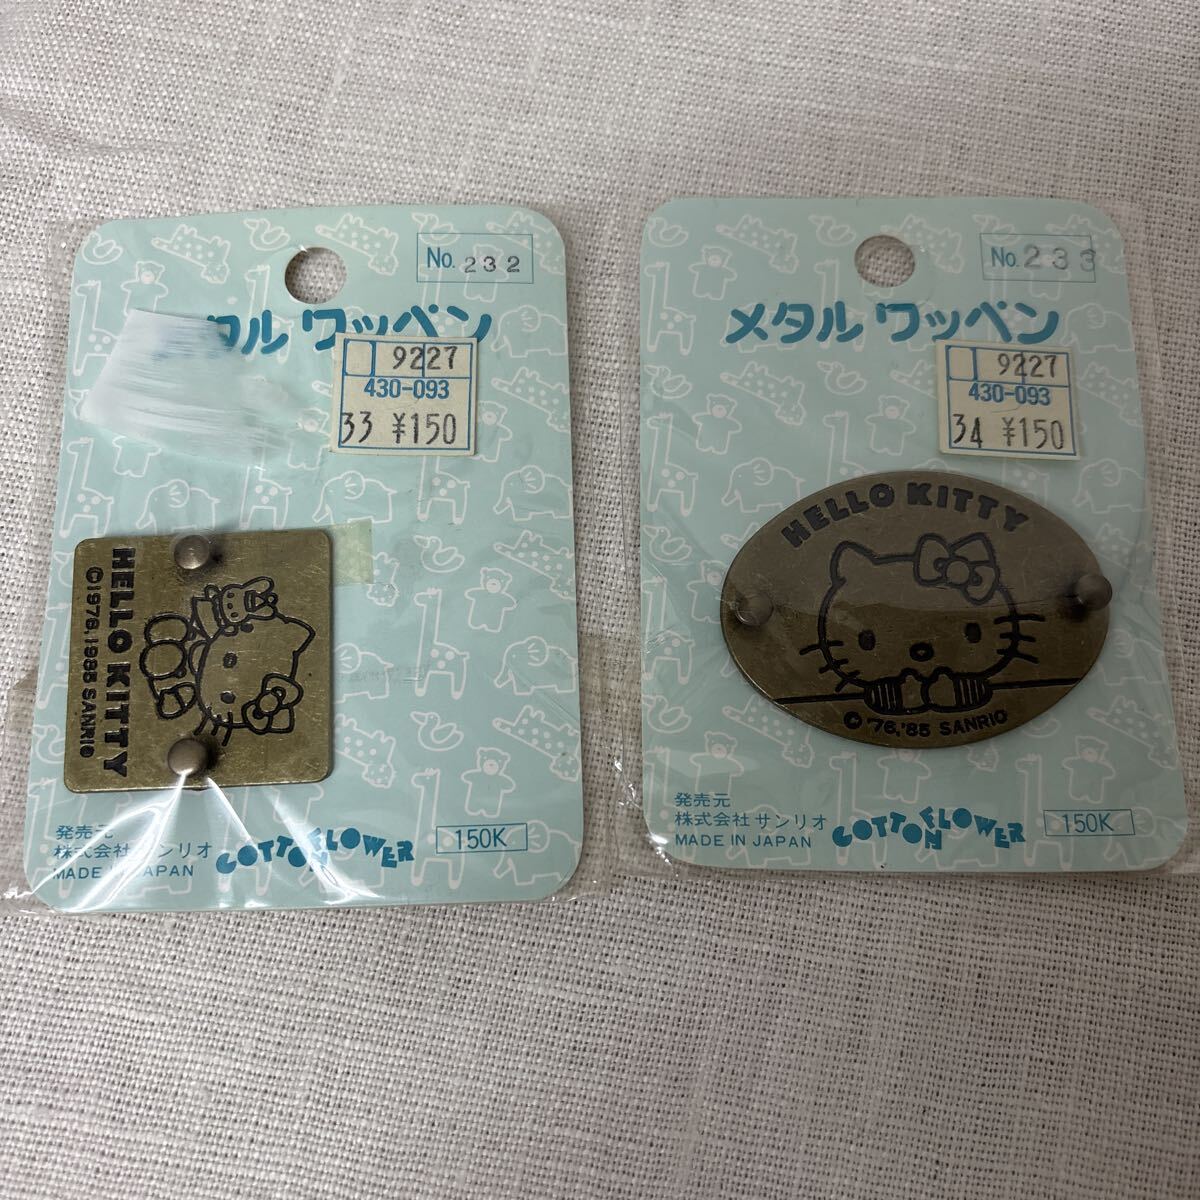 No. 232
タル ワッペン
9227
430-093
33 ¥150
HELLO KITTY
©1976,1985 SANRIO
発売元
株式会社 サンリオ
MADE IN JAPAN
COTTON FLOWER
150K
No. 233
メタル ワッペン
9227
430-093
34 ¥150
HELLO KITTY
© '76,'85 SANRIO
発売元
株式会社 サンリオ
MADE IN JAPAN
COTTON FLOWER
150K